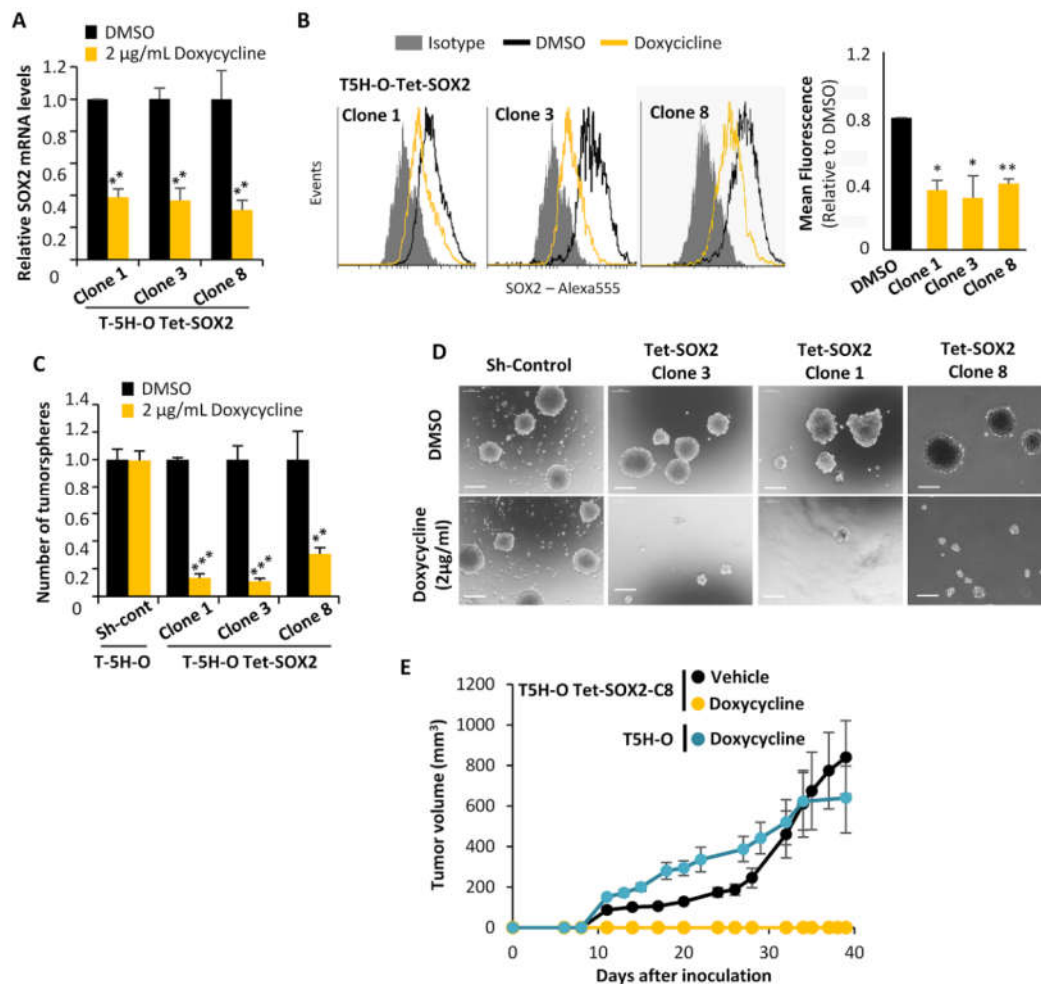 A
DMSO
2 µg/mL Doxycycline
Relative SOX2 mRNA levels
1.2
1.0
0.8
0.6
0.4
0.2
0
**
**
**
Clone 1
Clone 3
Clone 8
T-5H-O Tet-SOX2
B
Isotype
DMSO
Doxycicline
T5H-O-Tet-SOX2
Clone 1
Clone 3
Clone 8
Events
SOX2 – Alexa555
Mean Fluorescence
(Relative to DMSO)
1.2
0.8
0.4
0
*
*
**
DMSO
Clone 1
Clone 3
Clone 8
C
DMSO
2 µg/mL Doxycycline
Number of tumorspheres
1.4
1.2
1.0
0.8
0.6
0.4
0.2
0
***
***
**
Sh-cont
Clone 1
Clone 3
Clone 8
T-5H-O
T-5H-O Tet-SOX2
D
Sh-Control
Tet-SOX2
Clone 3
Tet-SOX2
Clone 1
Tet-SOX2
Clone 8
DMSO
Doxycycline
(2µg/ml)
E
T5H-O Tet-SOX2-C8
Vehicle
Doxycycline
T5H-O
Doxycycline
Tumor volume (mm³)
1200
1000
800
600
400
200
0
0
10
20
30
40
Days after inoculation